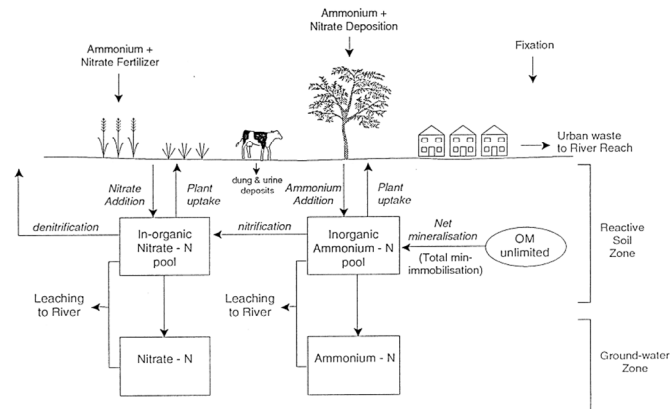 Ammonium +
Nitrate Fertilizer
Ammonium +
Nitrate Deposition
Fixation
Urban waste
to River Reach
dung & urine
deposits
Nitrate
Addition
Plant
uptake
Ammonium
Addition
Plant
uptake
denitrification
In-organic
Nitrate - N
pool
nitrification
Inorganic
Ammonium - N
pool
Net
mineralisation
(Total min-
immobilisation)
OM
unlimited
Reactive
Soil
Zone
Leaching
to River
Leaching
to River
Nitrate - N
Ammonium - N
Ground-water
Zone